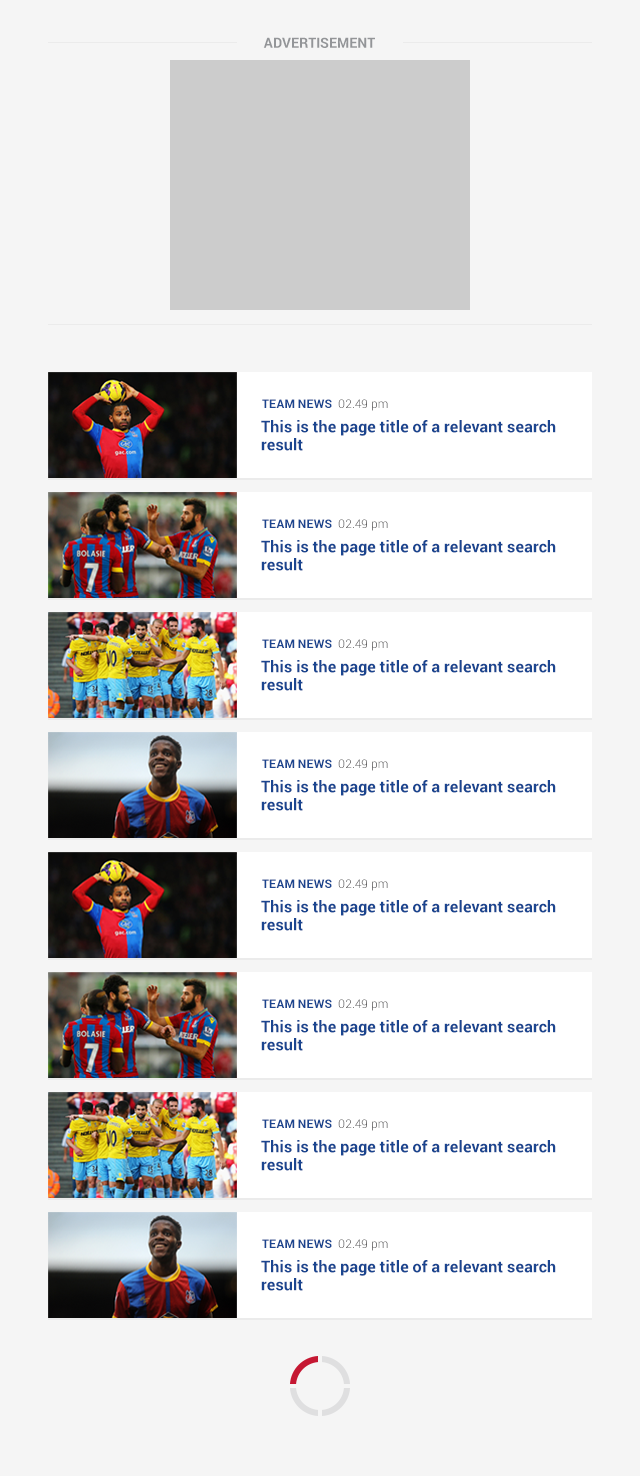 ADVERTISEMENT
TEAM NEWS 02.49 pm
This is the page title of a relevant search
result
gac.com
TEAM NEWS 02.49 pm
This is the page title of a relevant search
result
BOLASIE
7
TEAM NEWS 02.49 pm
This is the page title of a relevant search
result
TEAM NEWS 02.49 pm
This is the page title of a relevant search
result
TEAM NEWS 02.49 pm
This is the page title of a relevant search
result
gac.com
TEAM NEWS 02.49 pm
This is the page title of a relevant search
result
BOLASIE
7
TEAM NEWS 02.49 pm
This is the page title of a relevant search
result
TEAM NEWS 02.49 pm
This is the page title of a relevant search
result